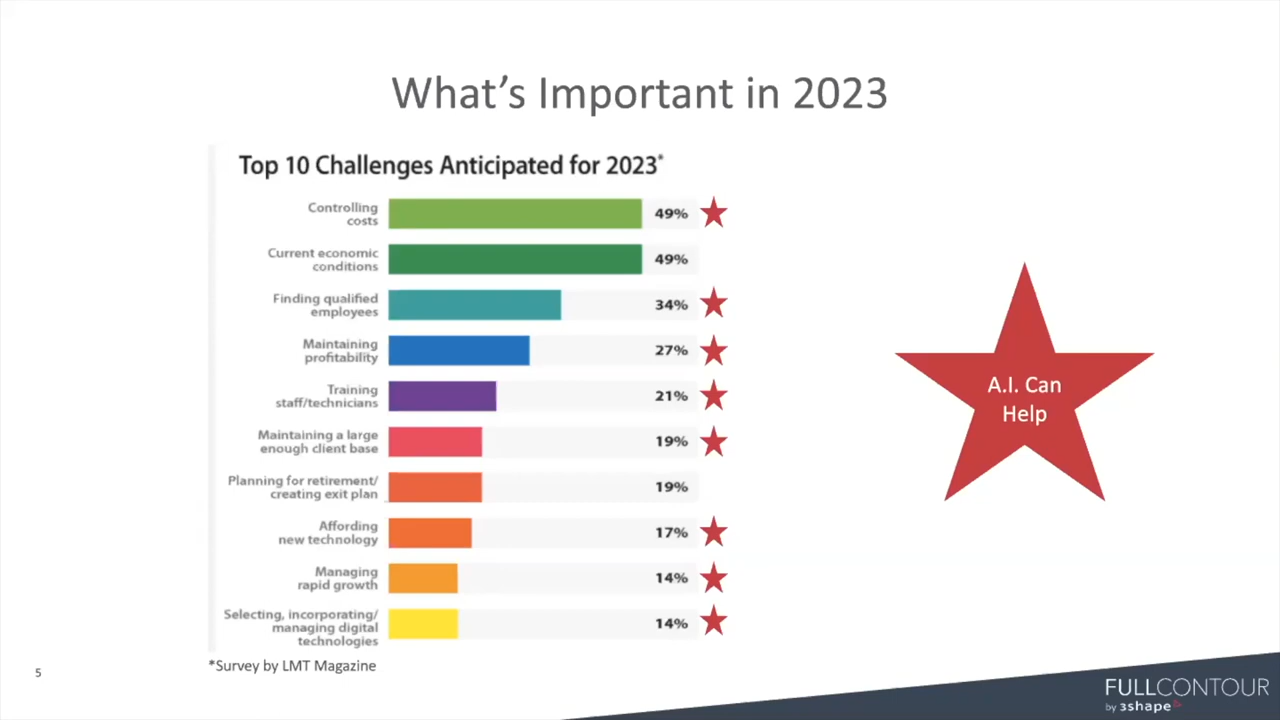 What's Important in 2023
Top 10 Challenges Anticipated for 2023*
Controlling
costs
49%
Current economic
conditions
49%
Finding qualified
employees
34%
Maintaining
profitability
27%
Training
staff/technicians
21%
Maintaining a large
enough client base
19%
Planning for retirement/
creating exit plan
19%
Affording
new technology
17%
Managing
rapid growth
14%
Selecting, incorporating/
managing digital
technologies
14%
A.I. Can
Help
*Survey by LMT Magazine
5
FULLCONTOUR
by 3shape